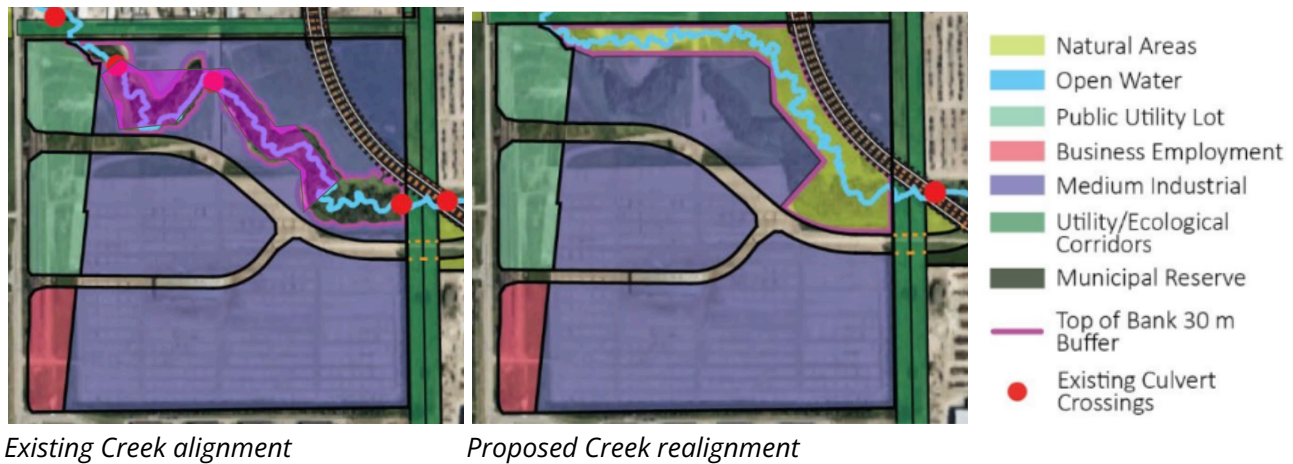 Natural Areas
Open Water
Public Utility Lot
Business Employment
Medium Industrial
Utility/Ecological
Corridors
Municipal Reserve
Top of Bank 30 m
Buffer
Existing Culvert
Crossings
Existing Creek alignment
Proposed Creek realignment